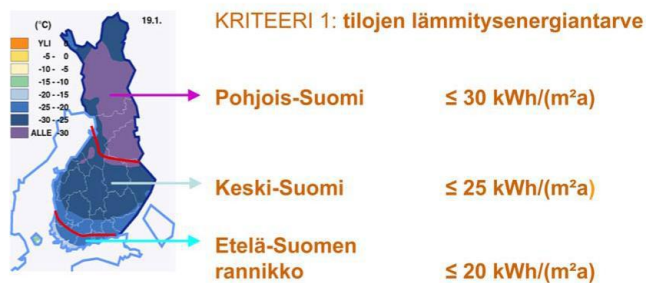 KRITEERI 1: tilojen lämmitysenergiantarve
(°C)
19.1.
YLI 0
-5 - 0
-10 - -5
-15 - -10
-20 - -15
-25 - -20
-30 - -25
ALLE -30
Pohjois-Suomi ≤ 30 kWh/(m²a)
Keski-Suomi ≤ 25 kWh/(m²a)
Etelä-Suomen
rannikko ≤ 20 kWh/(m²a)